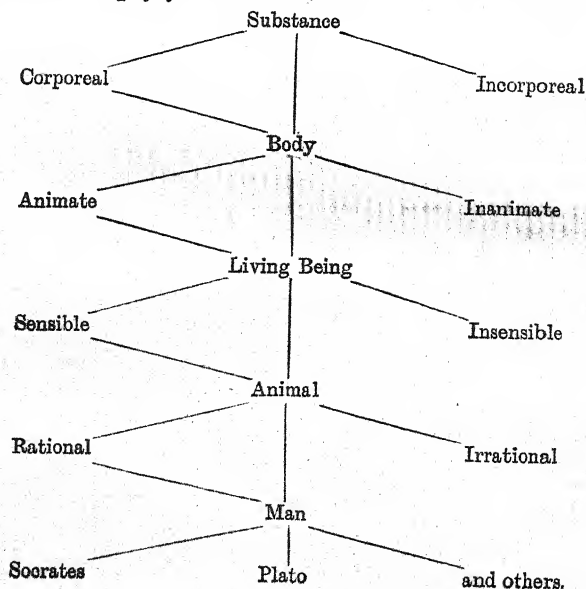 Substance
Corporeal
Incorporeal
Body
Animate
Inanimate
Living Being
Sensible
Insensible
Animal
Rational
Irrational
Man
Socrates
Plato
and others.